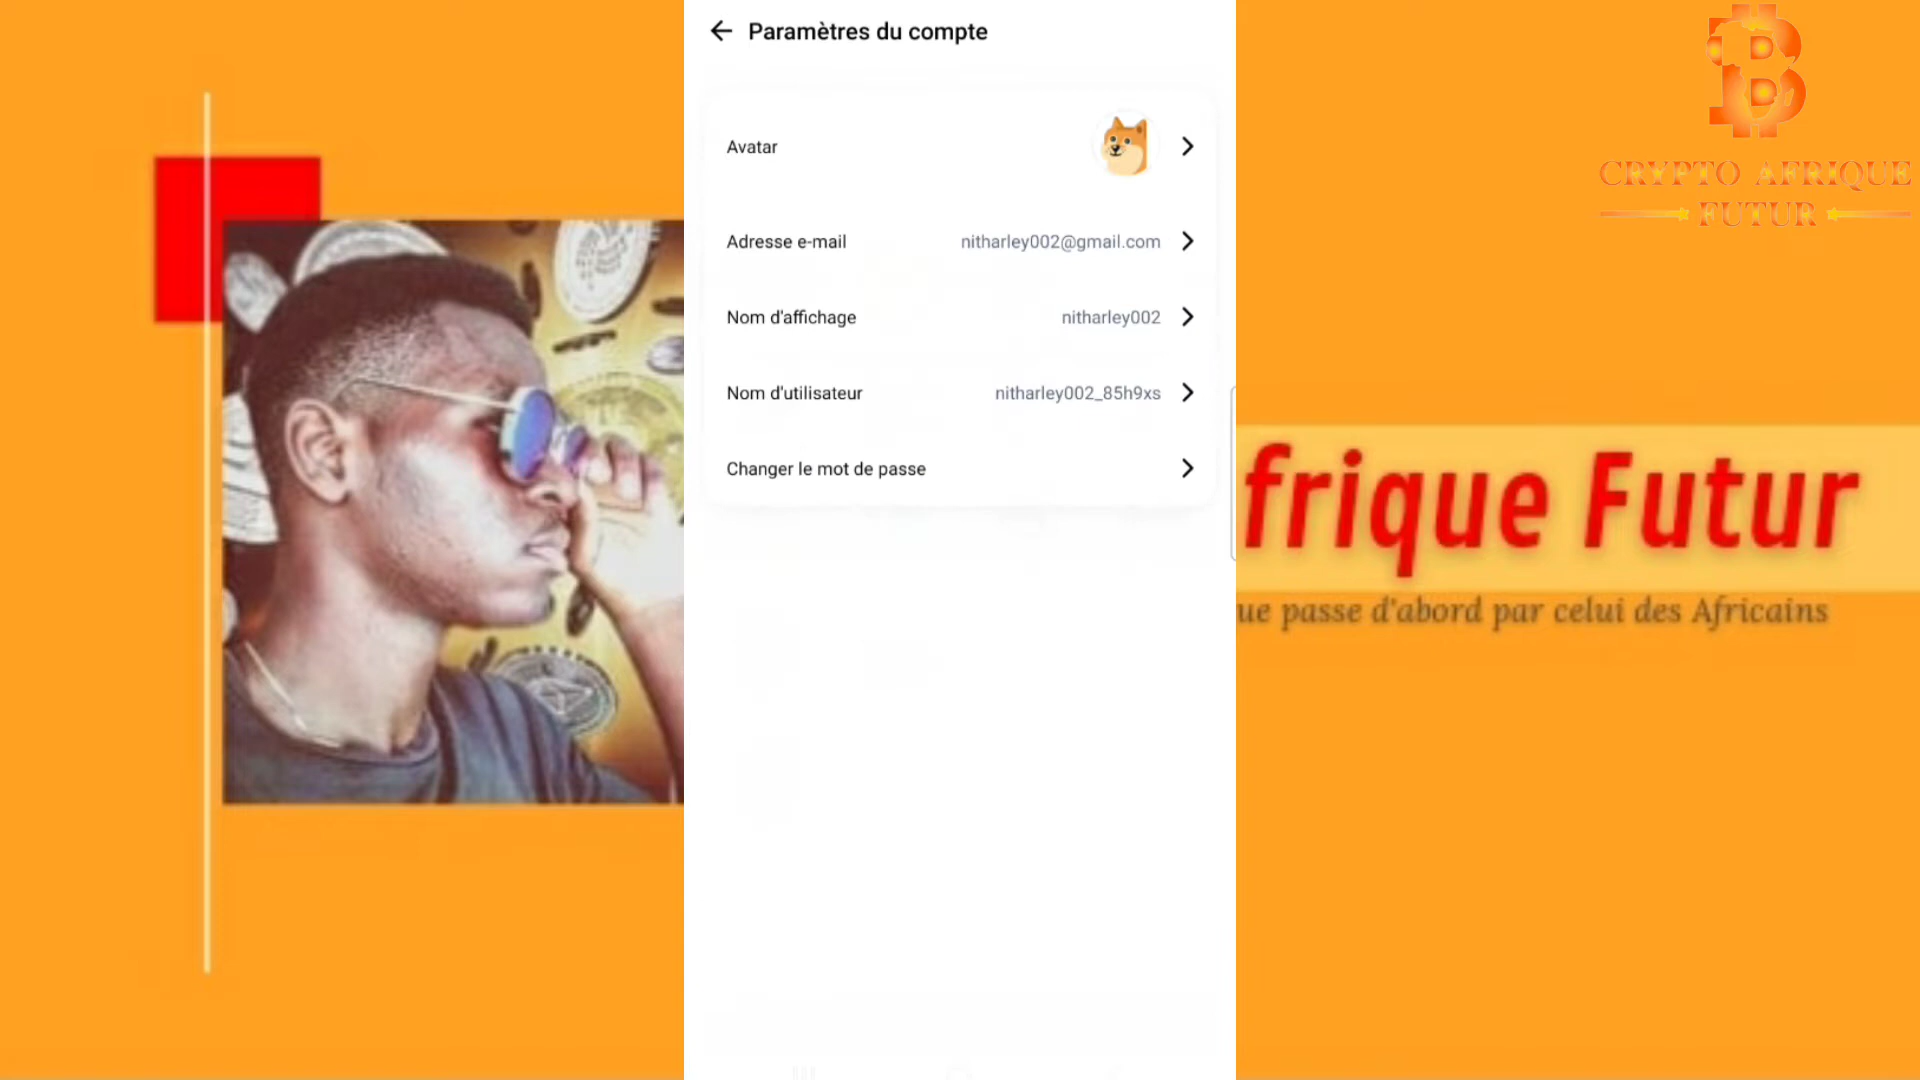 Paramètres du compte
Avatar
Adresse e-mail nitharley002@gmail.com
Nom d'affichage nitharley002
Nom d'utilisateur nitharley002_85h9xs
Changer le mot de passe
CRYPTO AFRIQUE
FUTUR
frique Futur
ue passe d'abord par celui des Africains